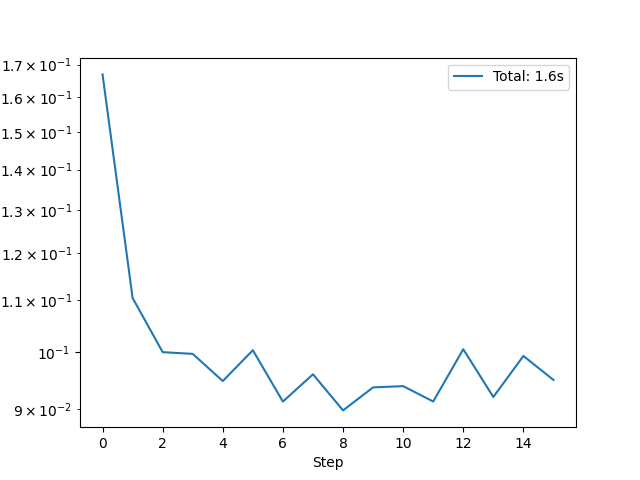 Total: 1.6s
1.7 × 10⁻¹
1.6 × 10⁻¹
1.5 × 10⁻¹
1.4 × 10⁻¹
1.3 × 10⁻¹
1.2 × 10⁻¹
1.1 × 10⁻¹
10⁻¹
9 × 10⁻²
0 2 4 6 8 10 12 14
Step